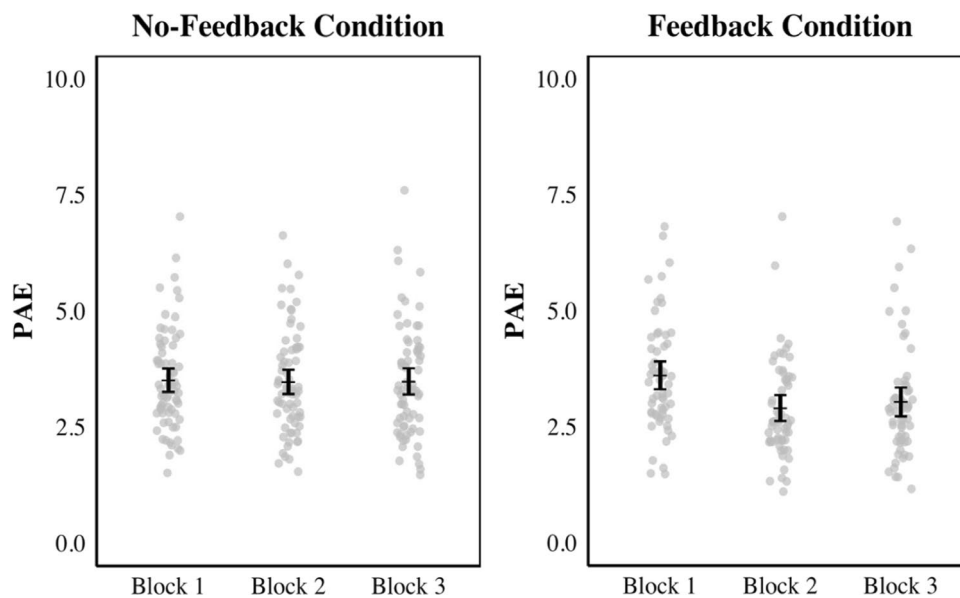 No-Feedback Condition
PAE
10.0
7.5
5.0
2.5
0.0
Block 1 Block 2 Block 3
Feedback Condition
PAE
10.0
7.5
5.0
2.5
0.0
Block 1 Block 2 Block 3